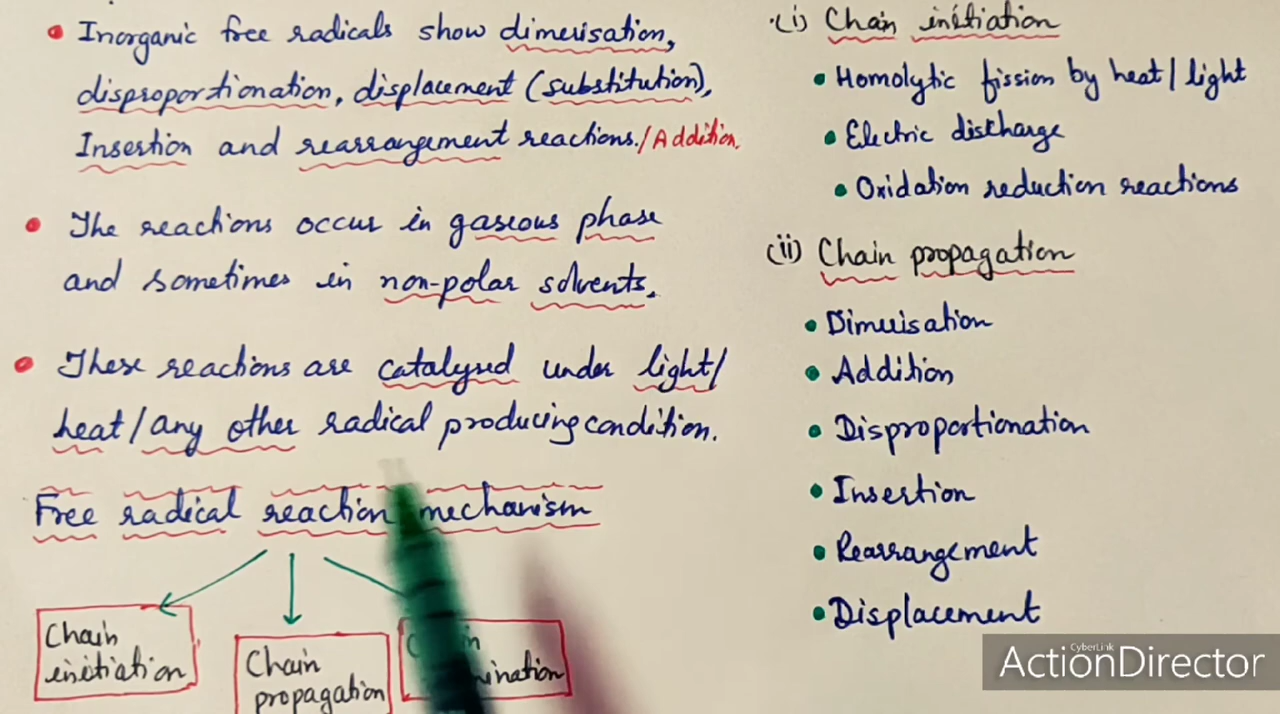 • Inorganic free radicals show dimerisation,
disproportionation, displacement (substitution),
Insertion and rearrangement reactions./Addition.
• The reactions occur in gaseous phase
and sometimes in non-polar solvents.
• These reactions are catalysed under light/
heat/any other radical producing condition.
Free radical reaction mechanism
Chain
initiation
Chain
propagation
(i) Chain initiation
• Homolytic fission by heat/light
• Electric discharge
• Oxidation reduction reactions
(ii) Chain propagation
• Dimerisation
• Addition
• Disproportionation
• Insertion
• Rearrangement
• Displacement
CyberLink
ActionDirector